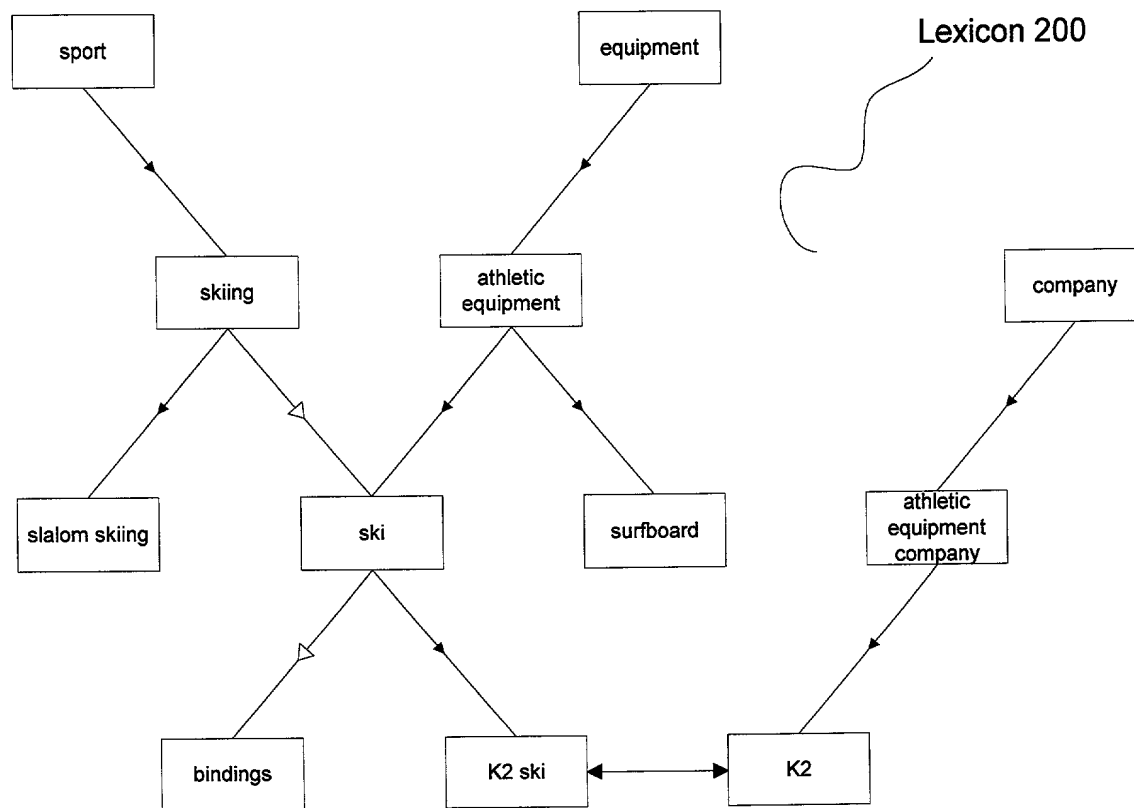 Lexicon 200
sport
equipment
skiing
athletic
equipment
company
slalom skiing
ski
surfboard
athletic
equipment
company
bindings
K2 ski
K2